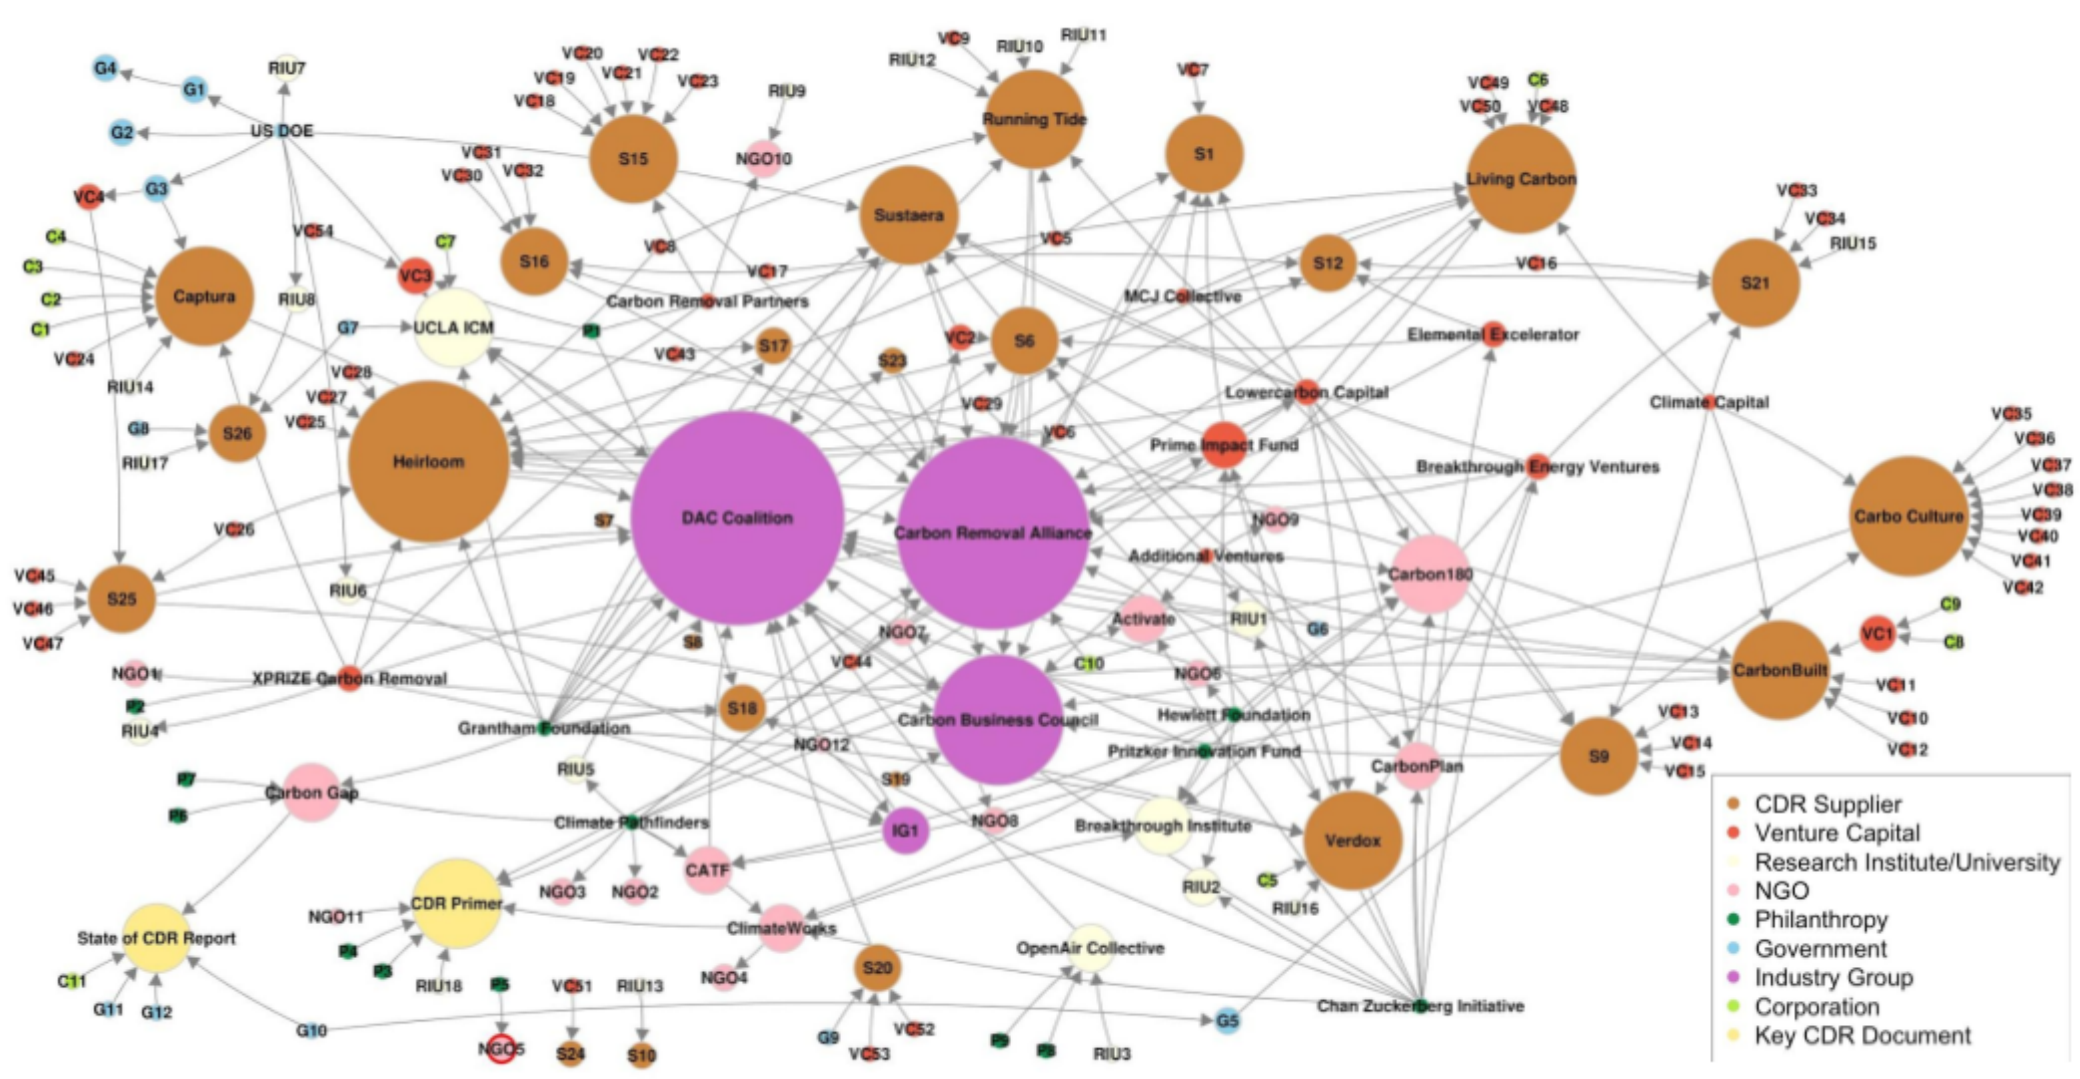 VC9
RIU10
RIU11
VC20
VC22
RIU12
G4
RIU7
VC19
VC21
VC23
VC7
VC49
C6
G1
VC18
RIU9
VC50
VC48
Running Tide
G2
US DOE
VC31
S15
NGO10
S1
VC30
VC32
Living Carbon
VC4
G3
VC33
Sustaera
VC34
C4
VC54
C7
VC8
VC5
RIU15
C3
VC3
S16
VC17
S12
VC16
C2
Captura
RIU8
Carbon Removal Partners
MCJ Collective
S21
C1
G7
UCLA ICM
P1
VC2
S6
Elemental Excelerator
VC24
VC43
S17
S23
RIU14
VC28
VC27
VC29
Lowercarbon Capital
Climate Capital
G8
S26
VC25
VC6
Prime Impact Fund
VC35
VC36
RIU17
Heirloom
Breakthrough Energy Ventures
VC37
VC38
S7
DAC Coalition
Carbon Removal Alliance
NGO9
Carbo Culture
VC39
VC26
VC40
Additional Ventures
VC41
VC45
Carbon180
VC42
S25
RIU6
VC46
Activate
RIU1
G6
C9
VC47
S8
NGO7
VC1
C8
VC44
C10
NGO1
XPRIZE Carbon Removal
NGO6
CarbonBuilt
VC11
P2
S18
Carbon Business Council
Hewlett Foundation
VC13
VC10
RIU4
Grantham Foundation
NGO12
Pritzker Innovation Fund
VC14
VC12
RIU5
S19
CarbonPlan
S9
VC15
P7
Carbon Gap
P6
Climate Pathfinders
IG1
NGO8
Breakthrough Institute
Verdox
CATF
C5
NGO3
NGO2
RIU2
CDR Primer
NGO11
RIU16
State of CDR Report
P4
ClimateWorks
OpenAir Collective
P3
S20
C11
RIU18
NGO4
G11
G12
P5
VC51
RIU13
Chan Zuckerberg Initiative
G10
G9
VC52
G5
NGO5
S24
S10
VC53
P9
P8
RIU3
CDR Supplier
Venture Capital
Research Institute/University
NGO
Philanthropy
Government
Industry Group
Corporation
Key CDR Document